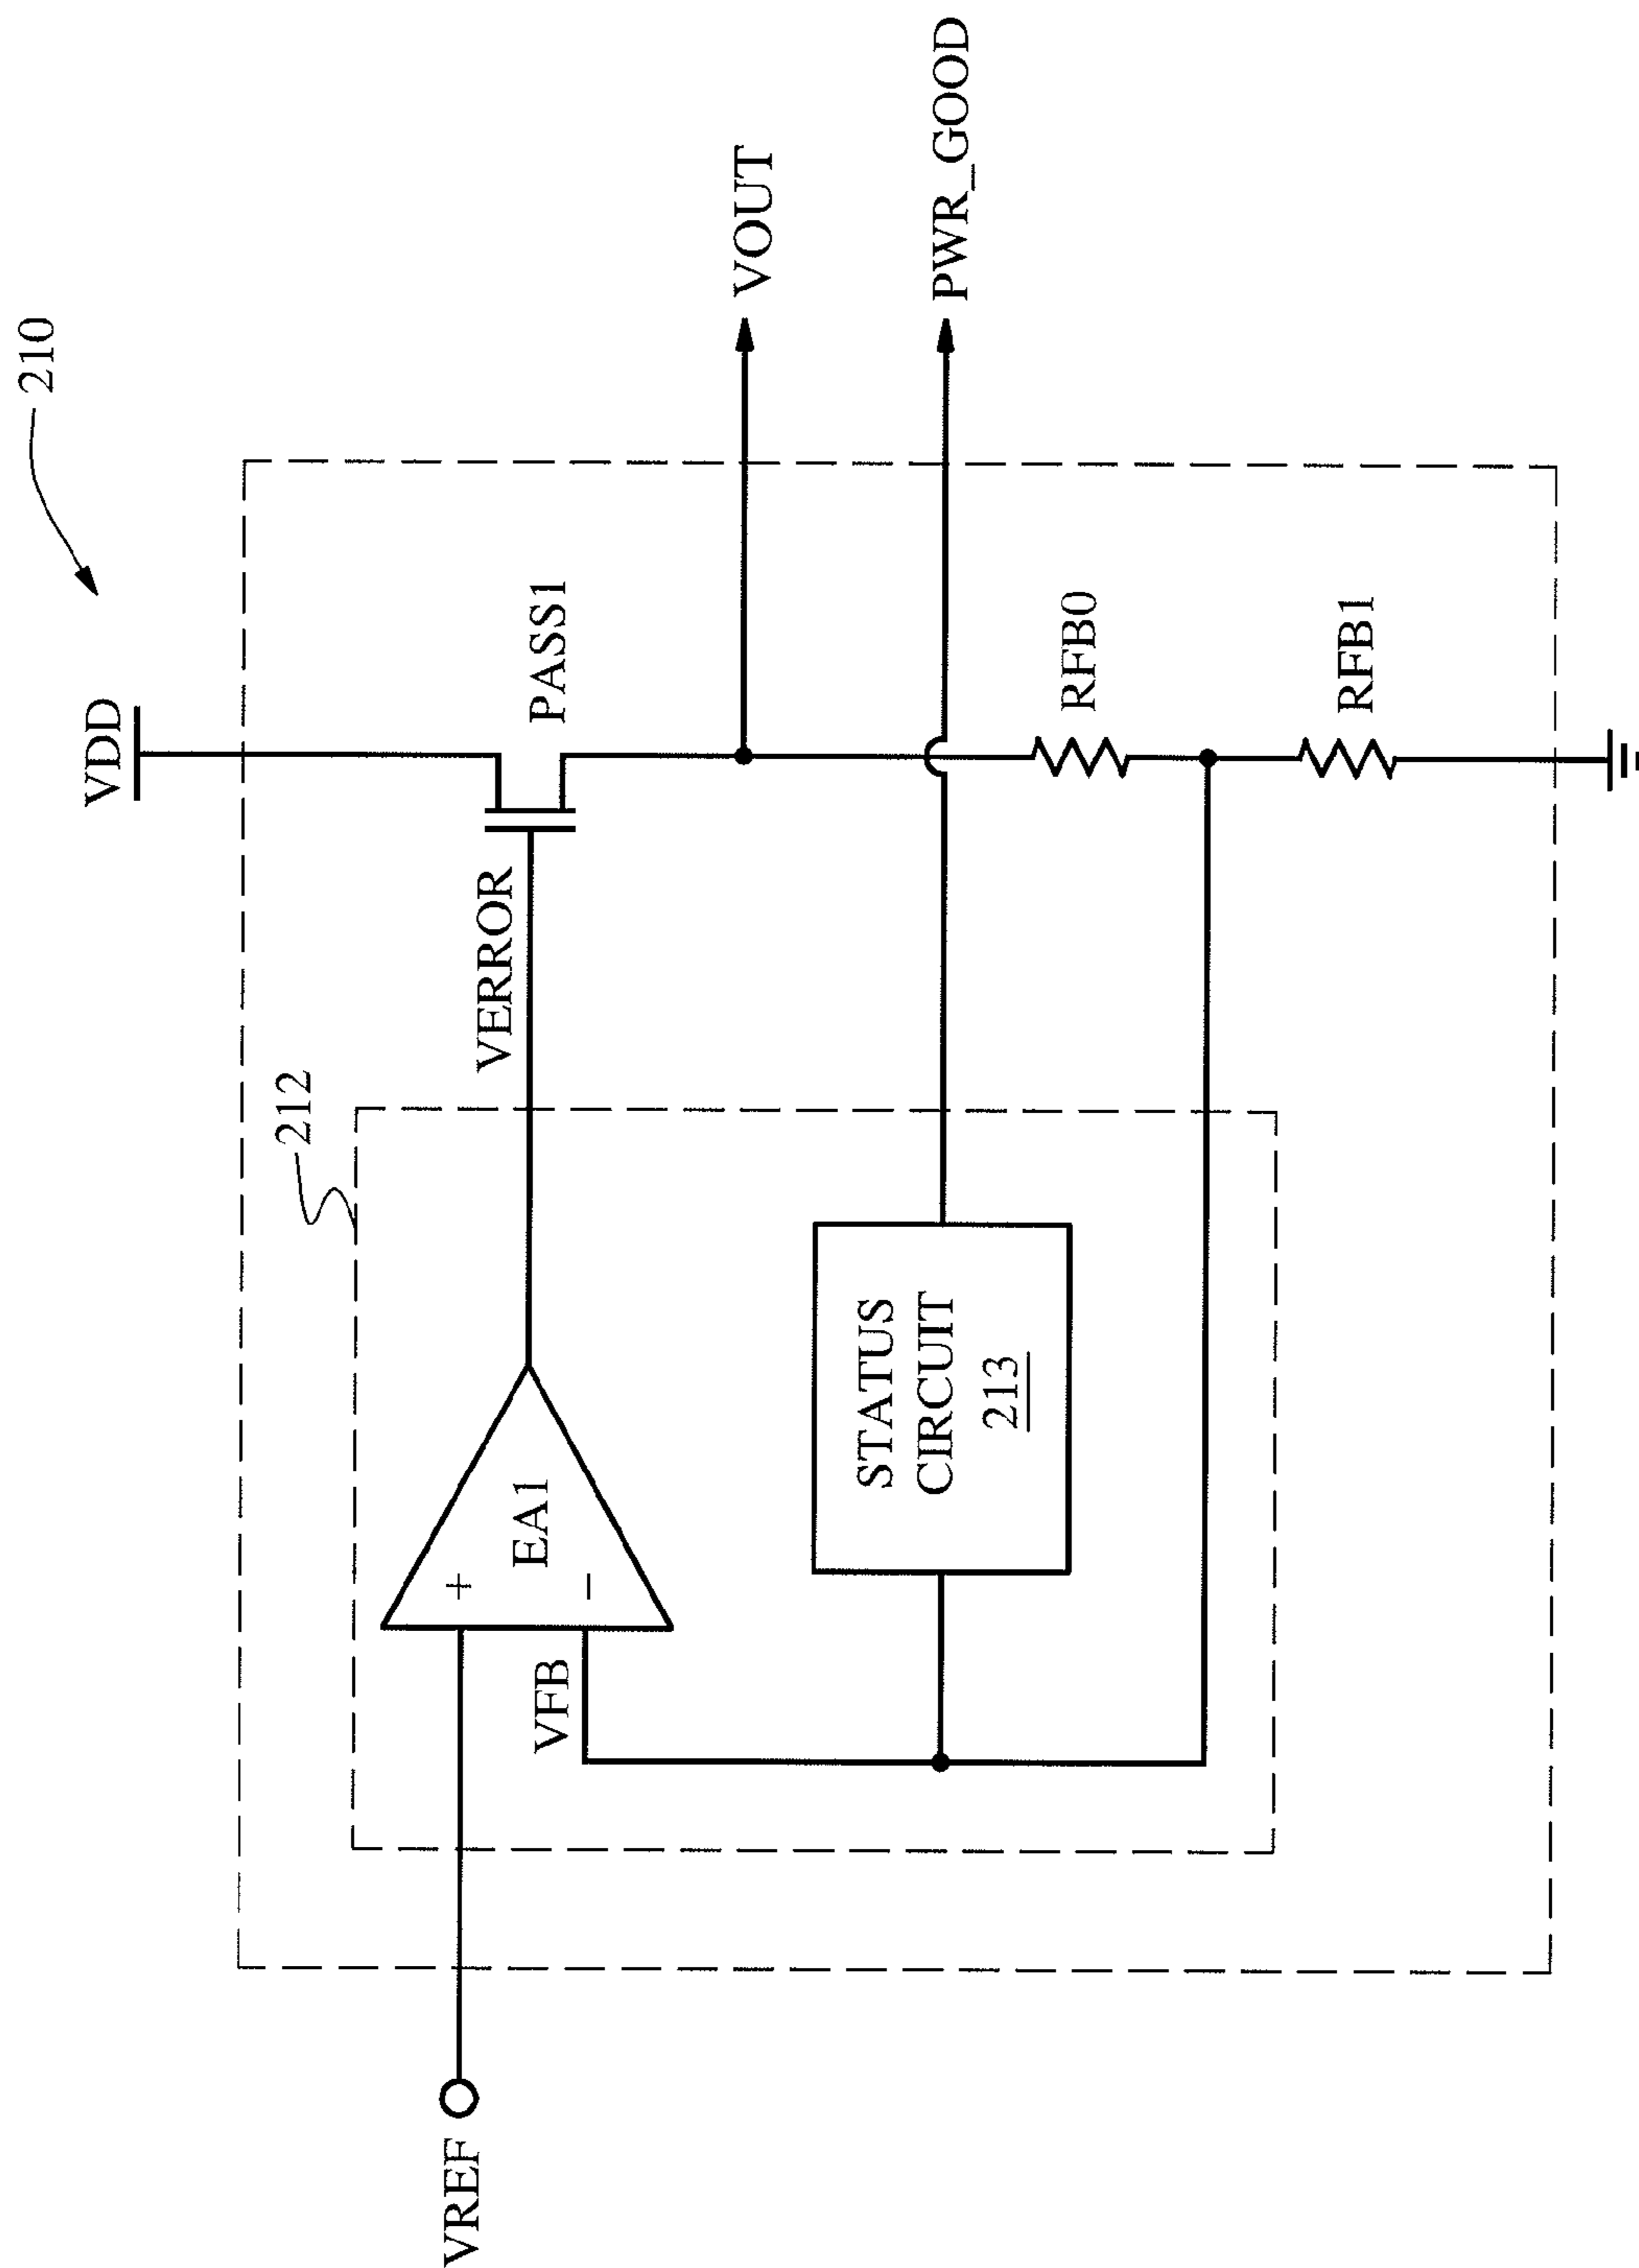 210
VDD
212
VERROR
PASS1
VOUT
PWR_GOOD
VREF
+
EA1
-
VFB
STATUS
CIRCUIT
213
RFB0
RFB1